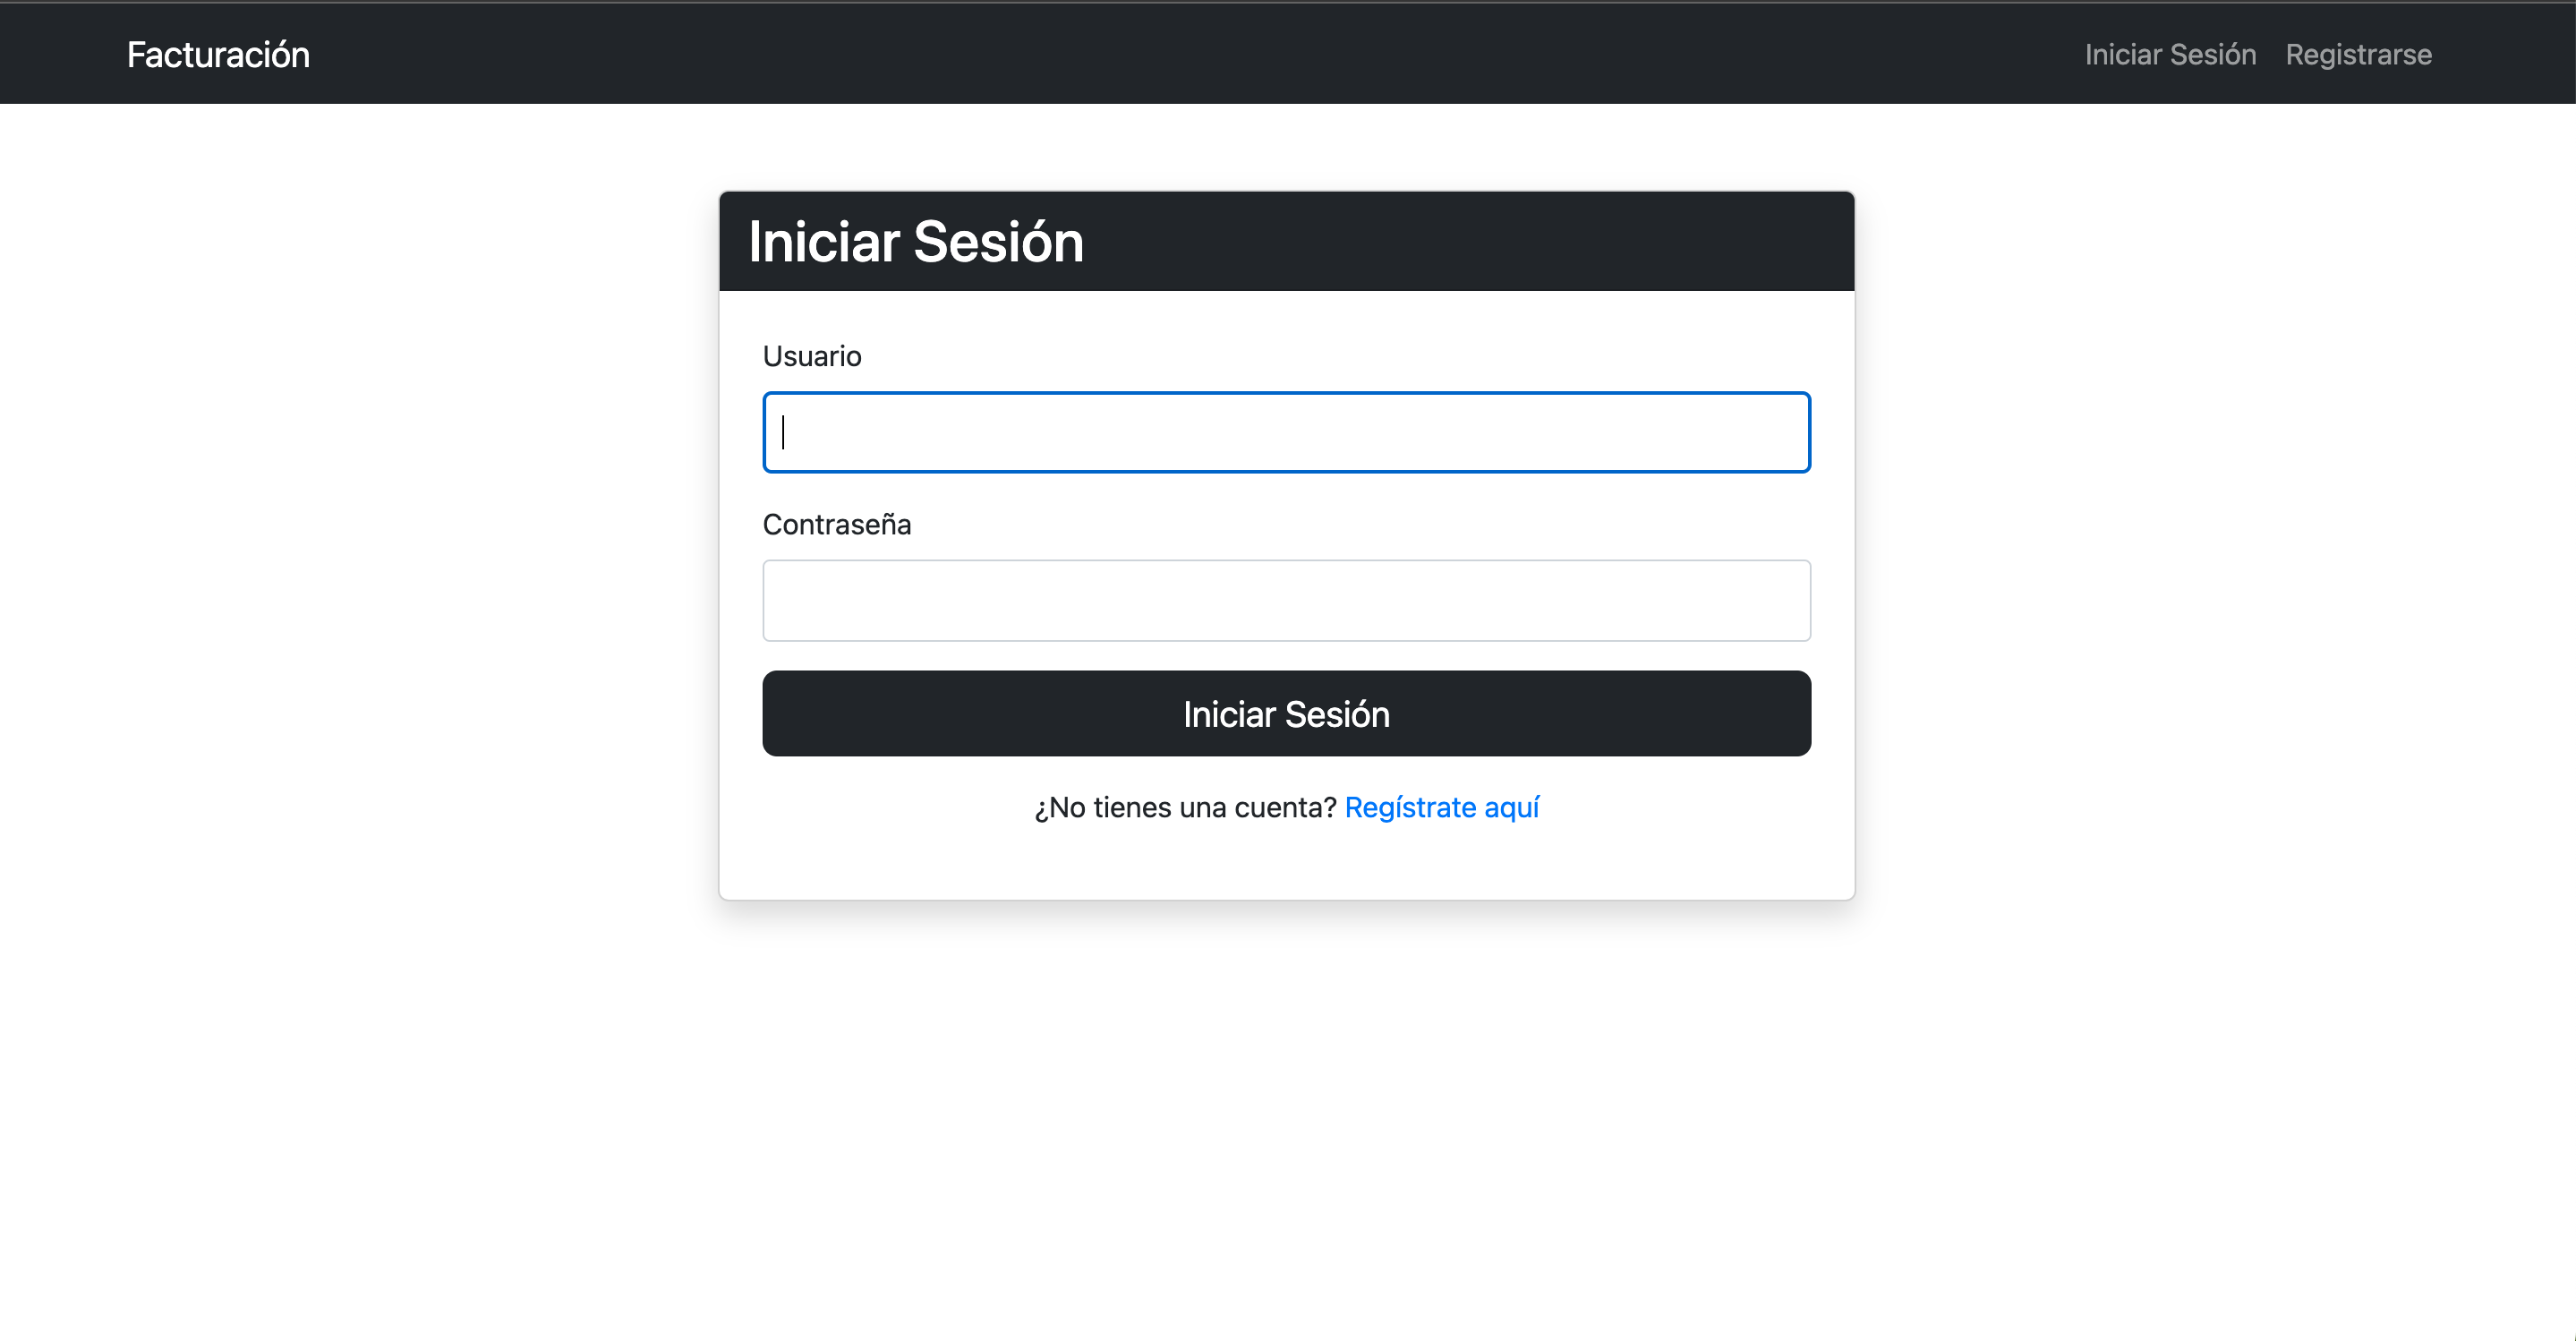 Facturación
Iniciar Sesión Registrarse
Iniciar Sesión
Usuario
Contraseña
Iniciar Sesión
¿No tienes una cuenta? Regístrate aquí